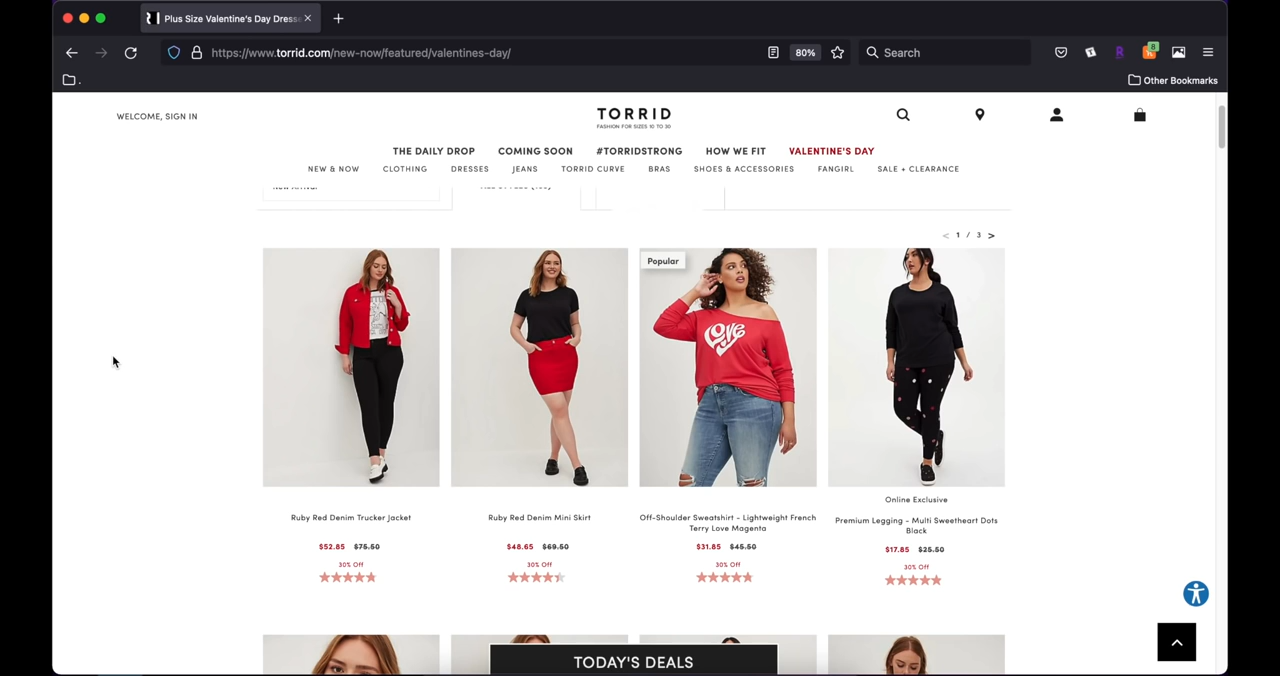 Plus Size Valentine's Day Dress
https://www.torrid.com/new-now/featured/valentines-day/
80%
Search
8
.
Other Bookmarks
WELCOME, SIGN IN
TORRID
FASHION FOR SIZES 10 TO 30
THE DAILY DROP COMING SOON #TORRIDSTRONG HOW WE FIT VALENTINE'S DAY
NEW & NOW CLOTHING DRESSES JEANS TORRID CURVE BRAS SHOES & ACCESSORIES FANGIRL SALE + CLEARANCE
< 1 / 3 >
Popular
Love
Online Exclusive
Ruby Red Denim Trucker Jacket
Ruby Red Denim Mini Skirt
Off-Shoulder Sweatshirt - Lightweight French
Terry Love Magenta
Premium Legging - Multi Sweetheart Dots
Black
$52.85 $75.50
$48.65 $69.50
$31.85 $45.50
$17.85 $25.50
30% Off
30% Off
30% Off
30% Off
TODAY'S DEALS